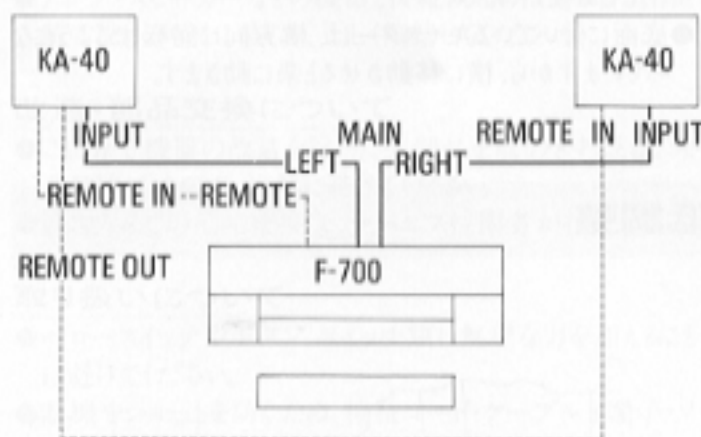 KA-40
KA-40
INPUT
MAIN
REMOTE IN
INPUT
LEFT
RIGHT
REMOTE IN
REMOTE
REMOTE OUT
F-700